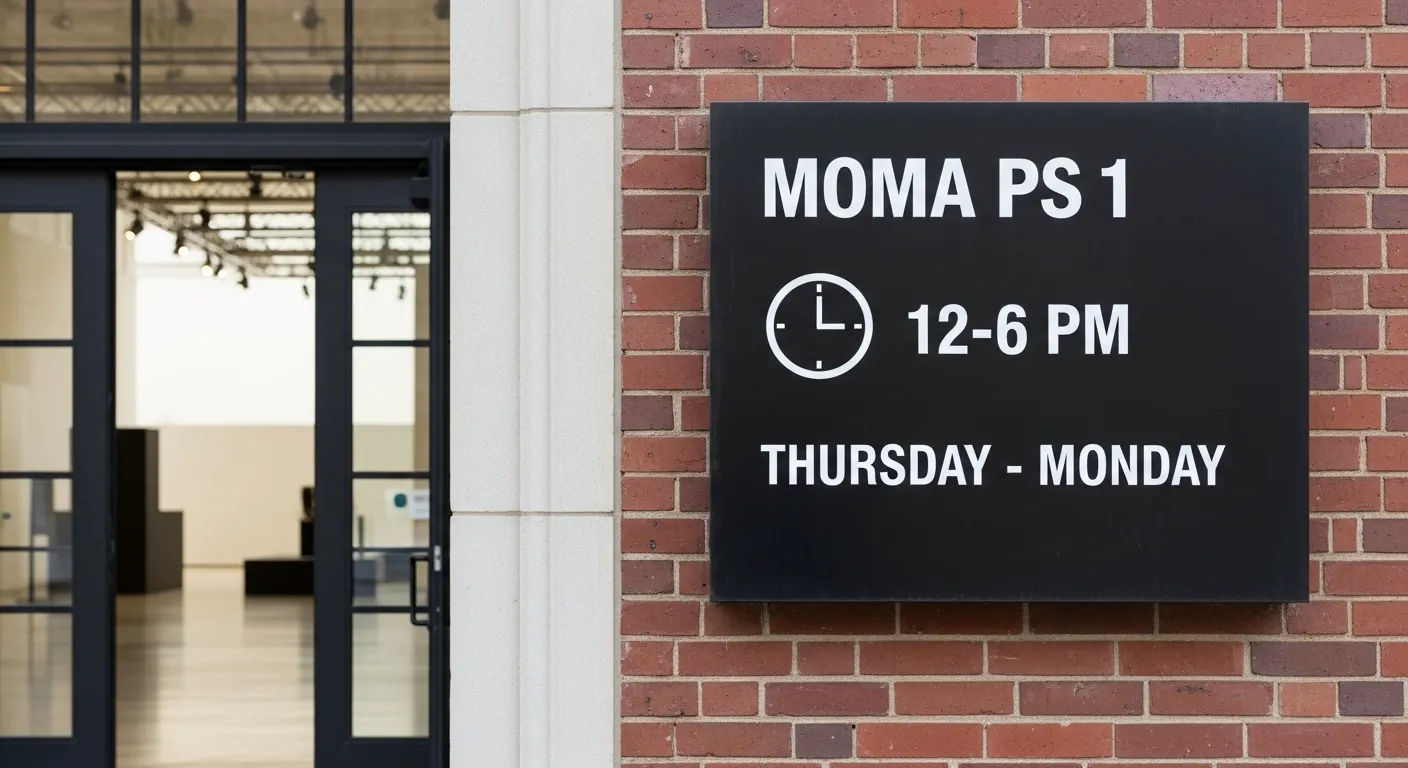 MOMA PS 1
12-6 PM
THURSDAY - MONDAY